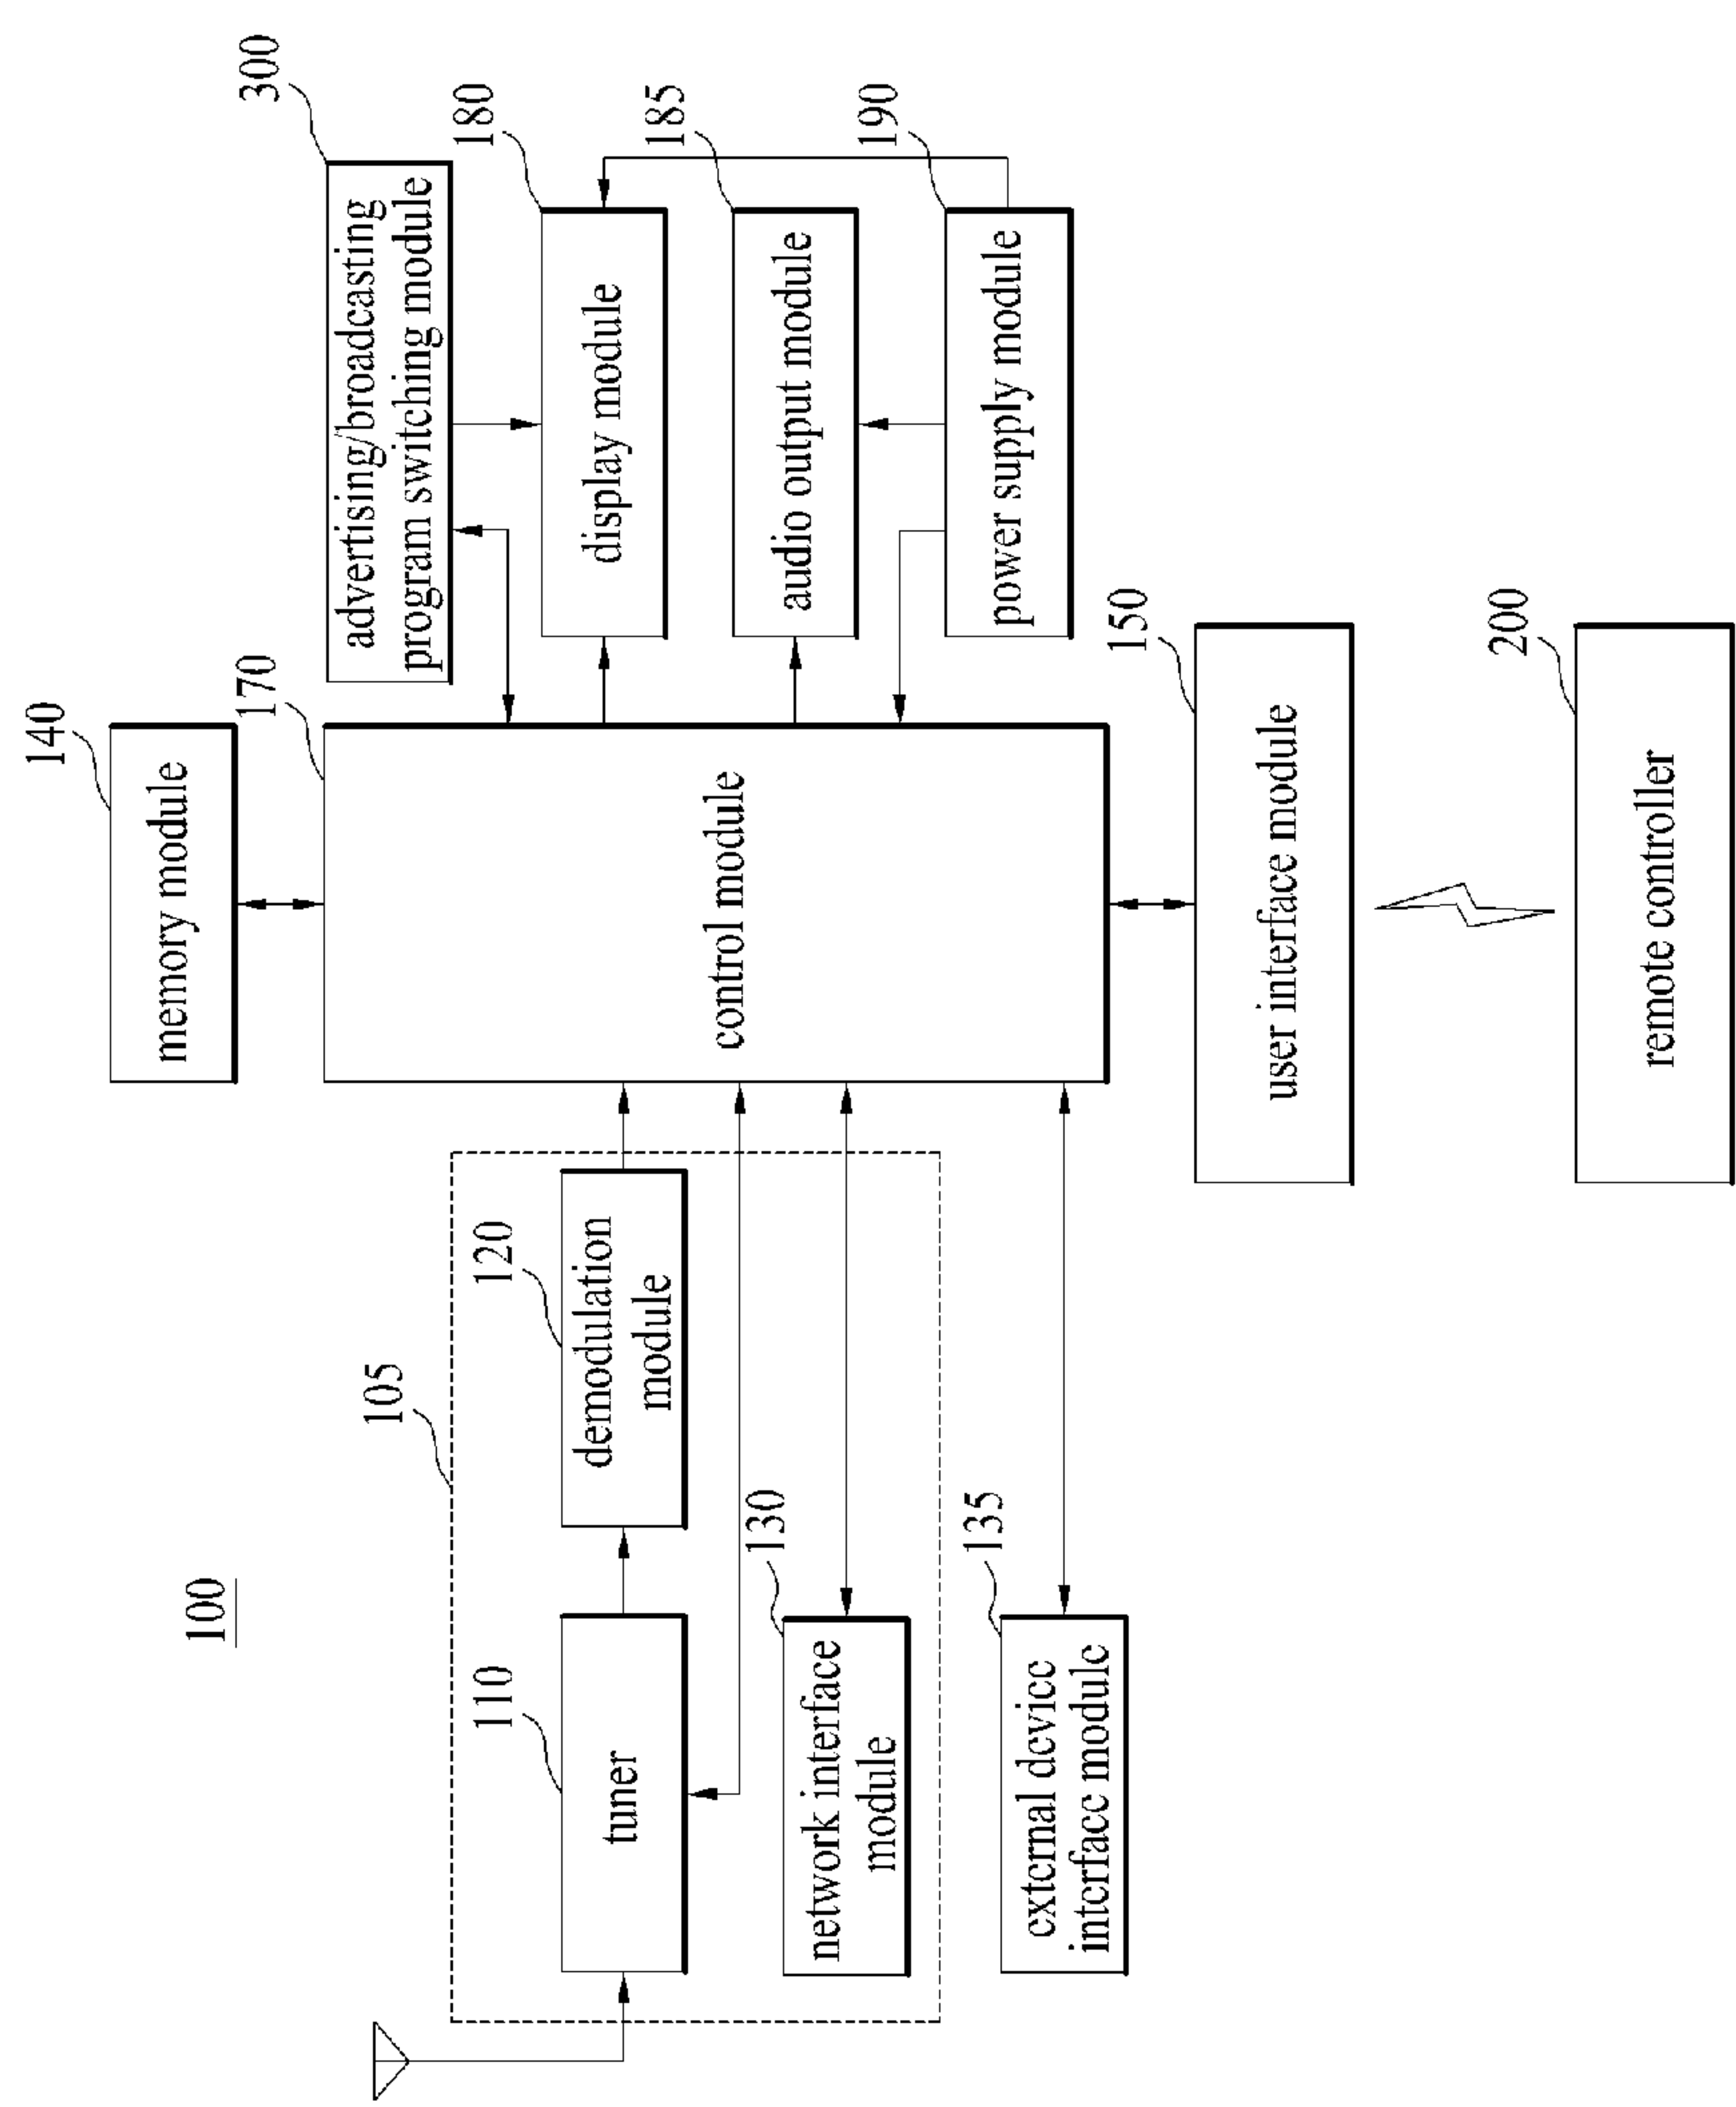 100
140
memory module
170
control module
300
advertising/broadcasting
program switching module
180
display module
185
audio output module
190
power supply module
105
110
tuner
120
demodulation
module
130
network interface
module
135
external device
interface module
150
user interface module
200
remote controller